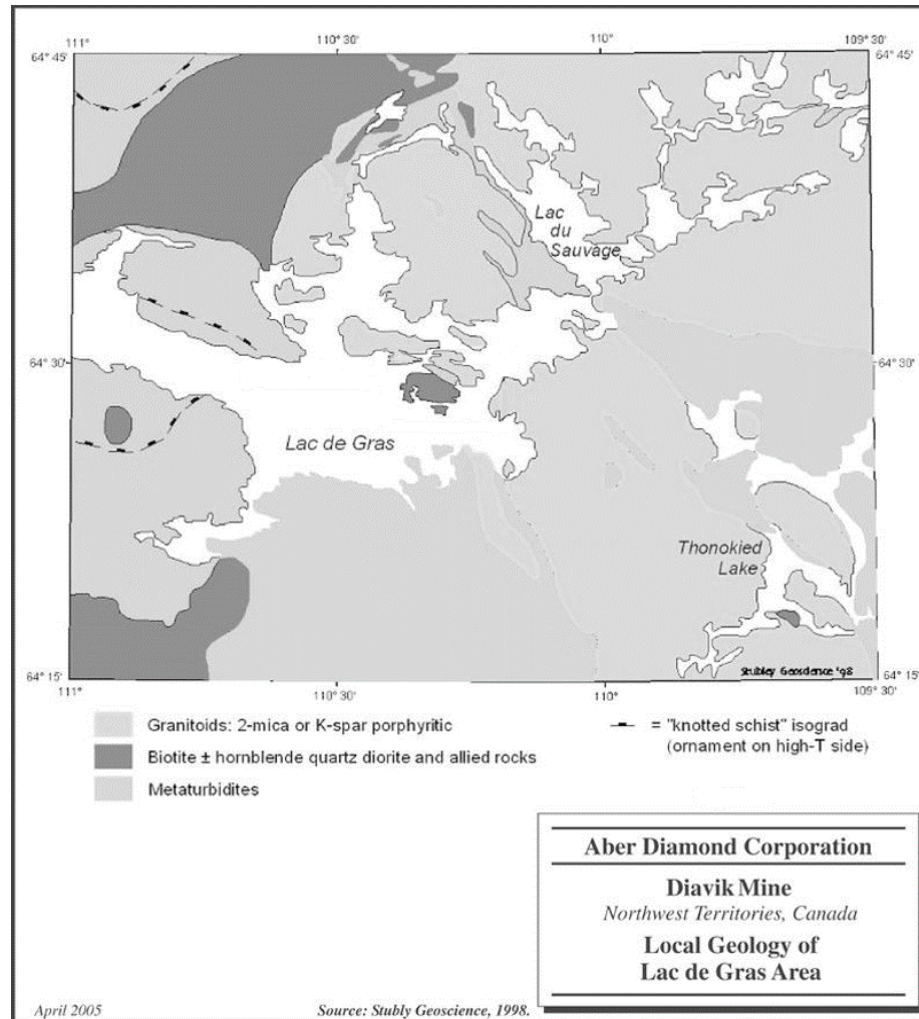 111°
110° 30'
110°
109° 30'
64° 45'
64° 45'
Lac
du
Sauvage
64° 30'
64° 30'
Lac de Gras
Thonokied
Lake
Stubley Geoscience '98
64° 15'
64° 15'
111°
110° 30'
110°
109° 30'
Granitoids: 2-mica or K-spar porphyritic
Biotite ± hornblende quartz diorite and allied rocks
Metaturbidites
= "knotted schist" isograd
(ornament on high-T side)
Aber Diamond Corporation
Diavik Mine
Northwest Territories, Canada
Local Geology of
Lac de Gras Area
April 2005
Source: Stubly Geoscience, 1998.